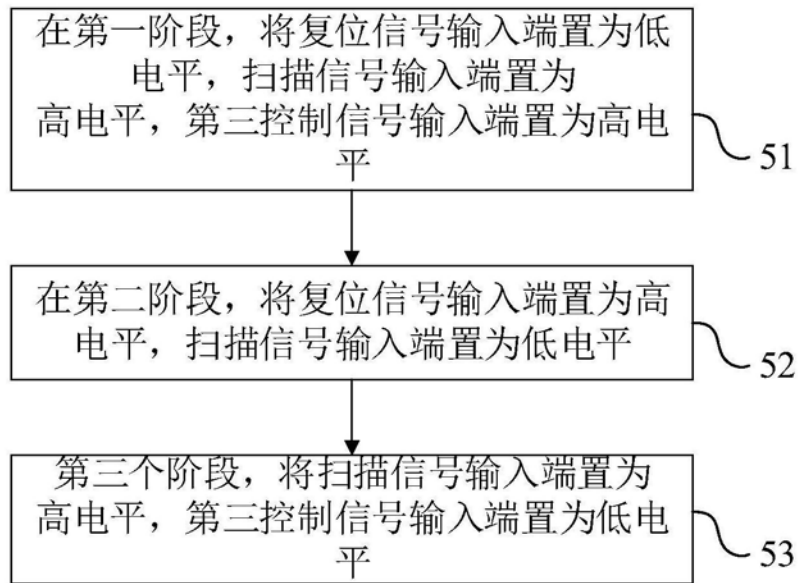 在第一阶段，将复位信号输入端置为低
电平，扫描信号输入端置为
高电平，第三控制信号输入端置为高电
平
51
在第二阶段，将复位信号输入端置为高
电平，扫描信号输入端置为低电平
52
第三个阶段，将扫描信号输入端置为
高电平，第三控制信号输入端置为低电
平
53